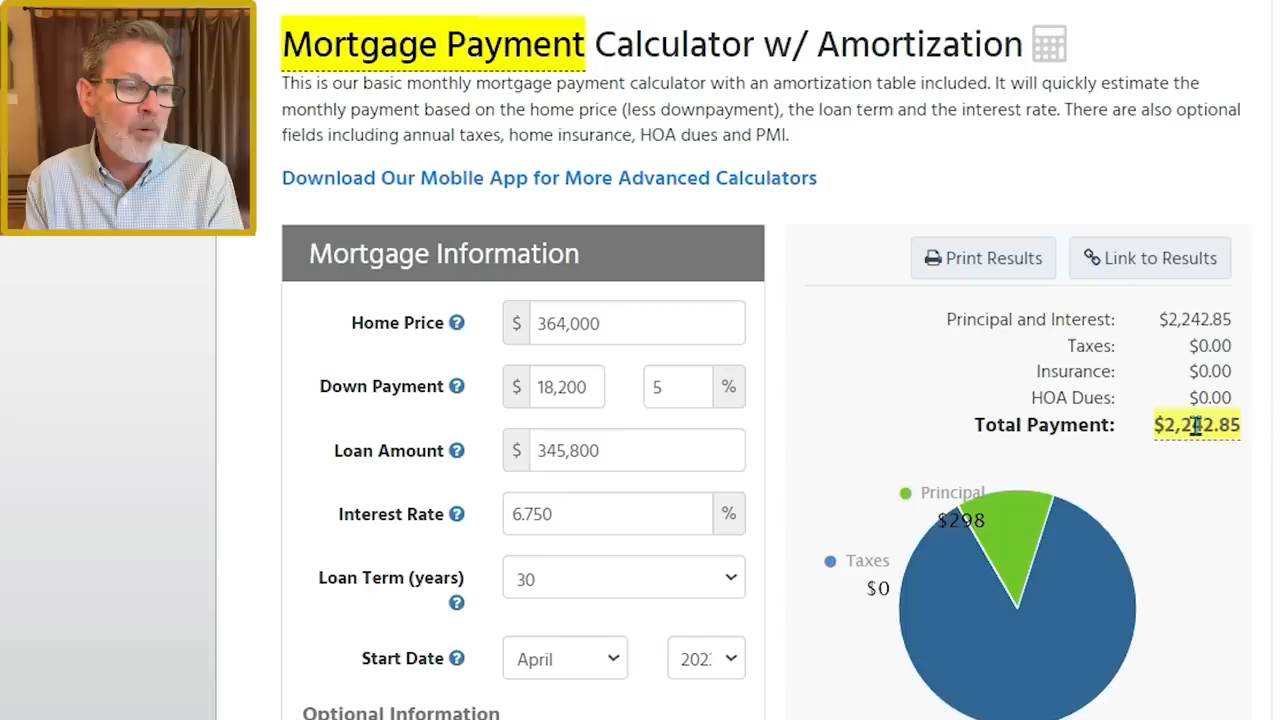 Mortgage Payment Calculator w/ Amortization
This is our basic monthly mortgage payment calculator with an amortization table included. It will quickly estimate the
monthly payment based on the home price (less downpayment), the loan term and the interest rate. There are also optional
fields including annual taxes, home insurance, HOA dues and PMI.
Download Our Mobile App for More Advanced Calculators
Mortgage Information
Home Price $ 364,000
Down Payment $ 18,200 5 %
Loan Amount $ 345,800
Interest Rate 6.750 %
Loan Term (years) 30
Start Date April 202
Optional Information
Print Results Link to Results
Principal and Interest: $2,242.85
Taxes: $0.00
Insurance: $0.00
HOA Dues: $0.00
Total Payment: $2,242.85
Principal
$298
Taxes
$0